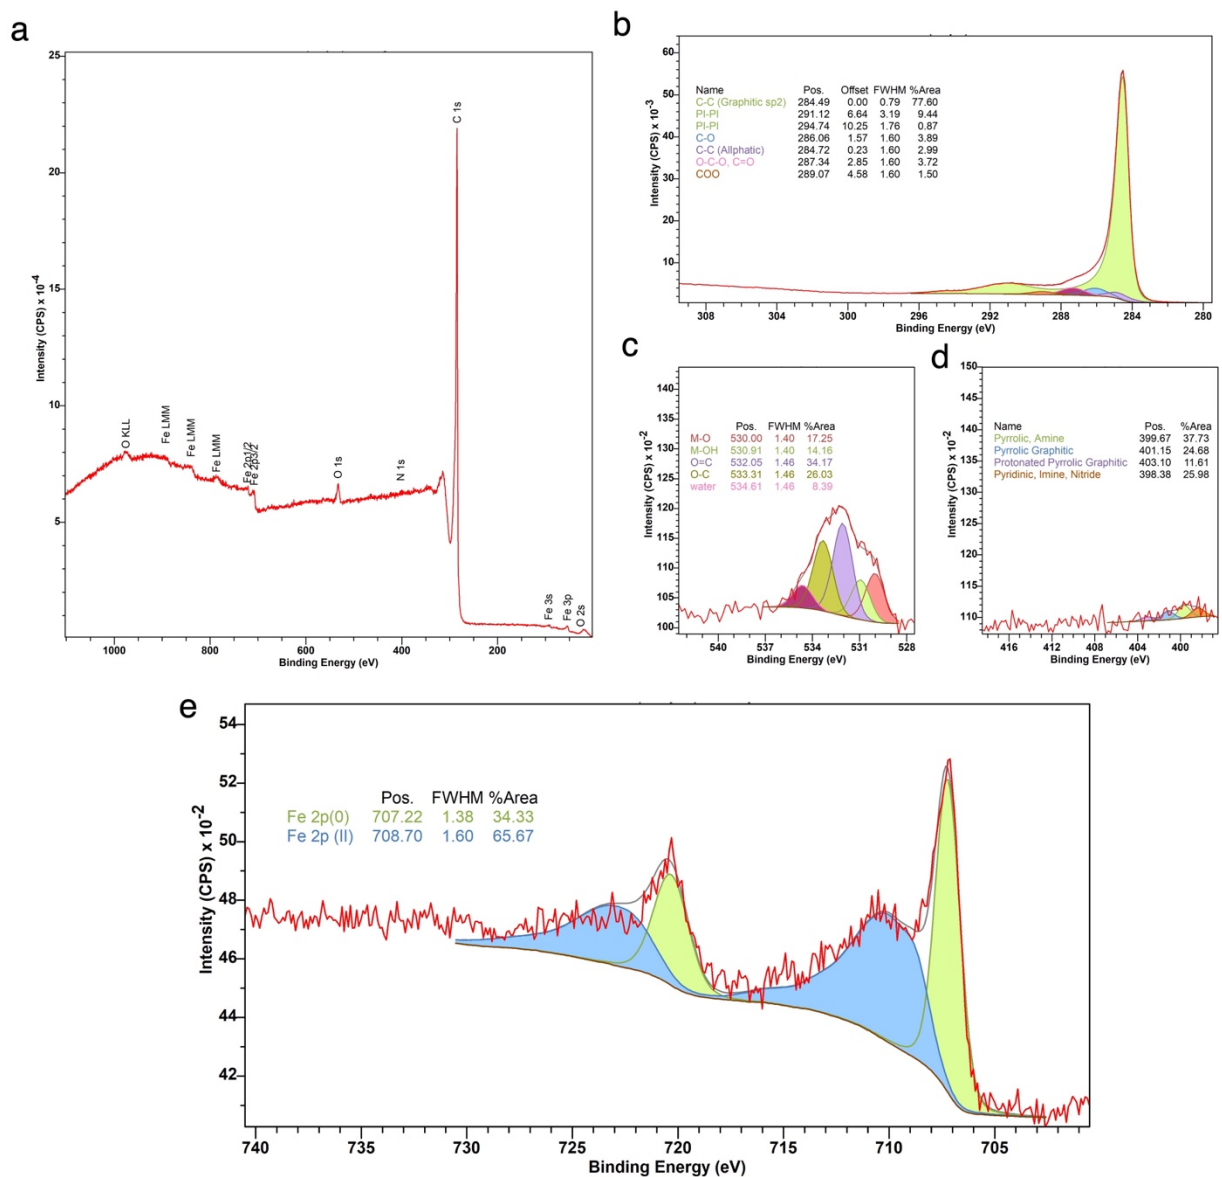 a
25
20
15
10
5
Intensity (CPS) x 10⁻⁴
C 1s
O KLL
Fe LMM
Fe LMM
Fe LMM
Fe 2p1/2
Fe 2p3/2
O 1s
N 1s
Fe 3s
Fe 3p
O 2s
1000 800 600 400 200
Binding Energy (eV)
b
60
50
40
30
20
10
Intensity (CPS) x 10⁻³
Name Pos. Offset FWHM %Area
C-C (Graphitic sp2) 284.49 0.00 0.79 77.60
PI-PI 291.12 6.64 3.19 9.44
PI-PI 294.74 10.25 1.76 0.87
C-O 286.06 1.57 1.60 3.89
C-C (Allphatic) 284.72 0.23 1.60 2.99
O-C-O, C=O 287.34 2.85 1.60 3.72
COO 289.07 4.58 1.60 1.50
308 304 300 296 292 288 284 280
Binding Energy (eV)
c
140
135
130
125
120
115
110
105
100
Intensity (CPS) x 10⁻²
Pos. FWHM %Area
M-O 530.00 1.40 17.25
M-OH 530.91 1.40 14.16
O=C 532.05 1.46 34.17
O-C 533.31 1.46 26.03
water 534.61 1.46 8.39
540 537 534 531 528
Binding Energy (eV)
d
150
145
140
135
130
125
120
115
110
Intensity (CPS) x 10⁻²
Name Pos. %Area
Pyrolic, Amine 399.67 37.73
Pyrolic Graphitic 401.15 24.68
Protonated Pyrolic Graphitic 403.10 11.61
Pyridinic, Imine, Nitride 398.38 25.98
416 412 408 404 400
Binding Energy (eV)
e
54
52
50
48
46
44
42
Intensity (CPS) x 10⁻²
Pos. FWHM %Area
Fe 2p(0) 707.22 1.38 34.33
Fe 2p (II) 708.70 1.60 65.67
740 735 730 725 720 715 710 705
Binding Energy (eV)